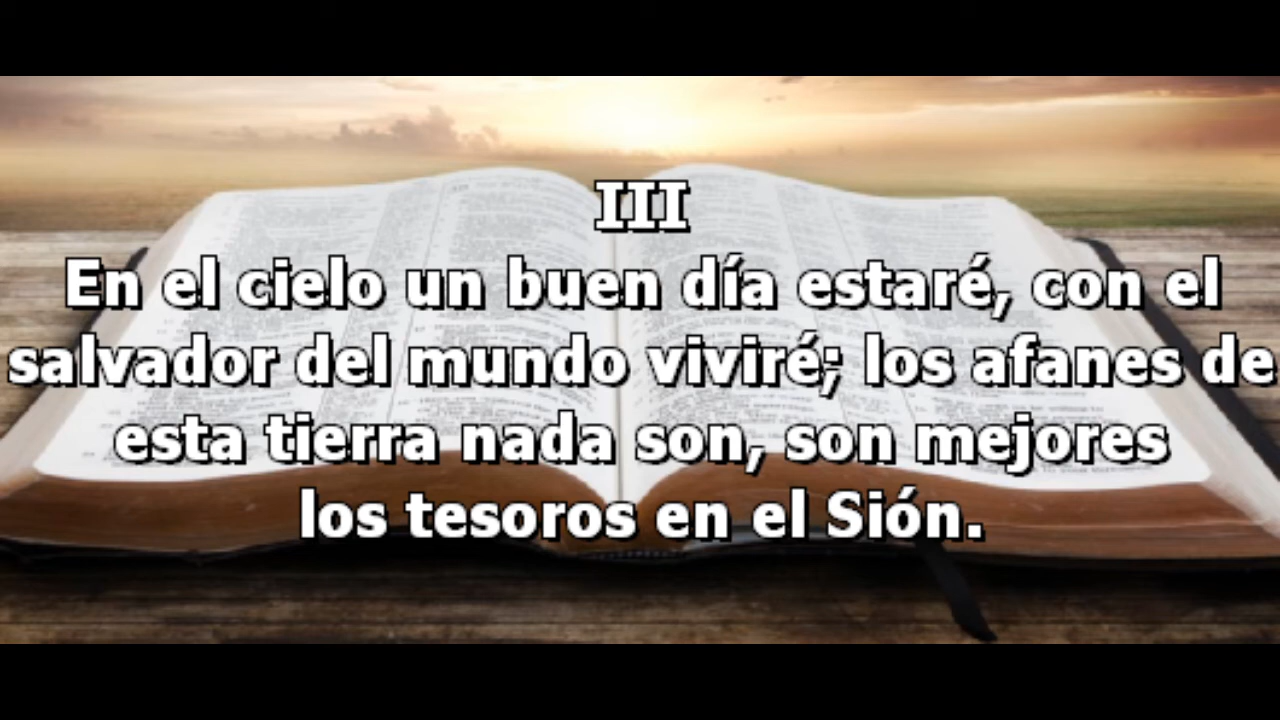 III
En el cielo un buen día estaré, con el
salvador del mundo viviré; los afanes de
esta tierra nada son, son mejores
los tesoros en el Sión.